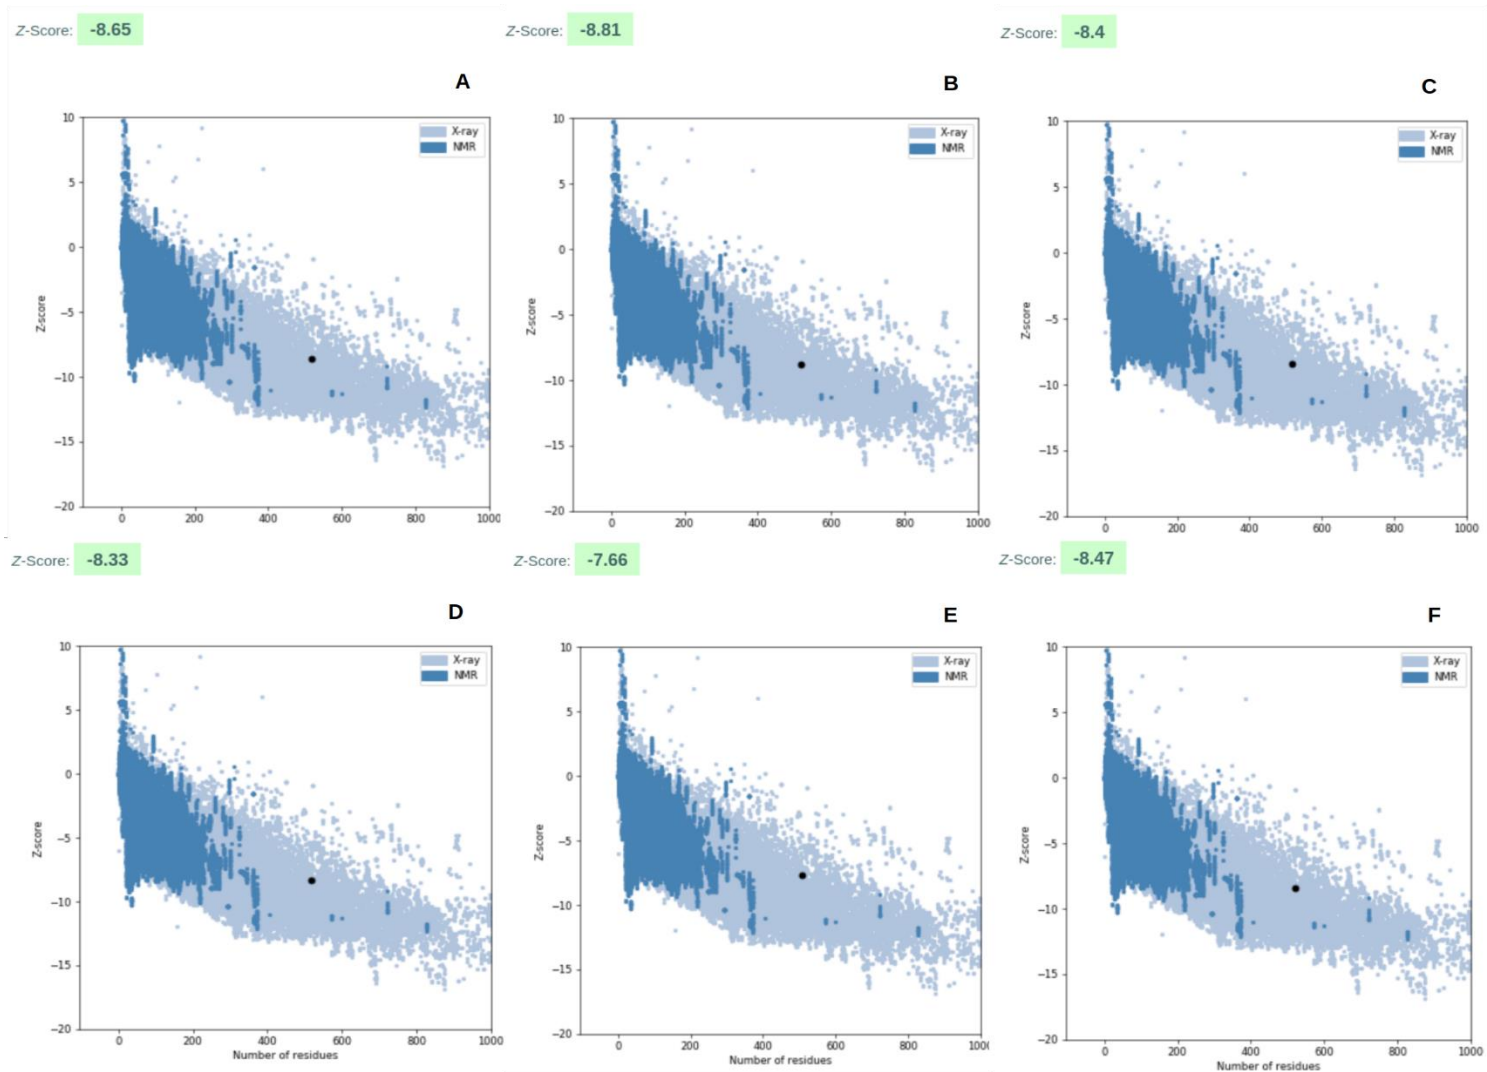 Z-Score: -8.65
A
10
5
0
−5
−10
−15
−20
Z-score
X-ray
NMR
0 200 400 600 800 1000
Z-Score: -8.81
B
10
5
0
−5
−10
−15
−20
Z-score
X-ray
NMR
0 200 400 600 800 1000
Z-Score: -8.4
C
10
5
0
−5
−10
−15
−20
Z-score
X-ray
NMR
0 200 400 600 800 1000
Z-Score: -8.33
D
10
5
0
−5
−10
−15
−20
Z-score
X-ray
NMR
0 200 400 600 800 1000
Number of residues
Z-Score: -7.66
E
10
5
0
−5
−10
−15
−20
Z-score
X-ray
NMR
0 200 400 600 800 1000
Number of residues
Z-Score: -8.47
F
10
5
0
−5
−10
−15
−20
Z-score
X-ray
NMR
0 200 400 600 800 1000
Number of residues